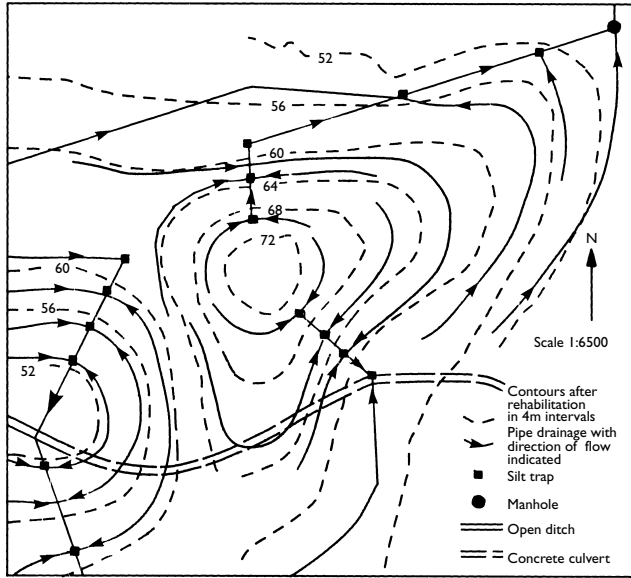 52
56
60
64
68
72
60
56
52
N
Scale 1:6500
Contours after
rehabilitation
in 4m intervals
Pipe drainage with
direction of flow
indicated
Silt trap
Manhole
Open ditch
Concrete culvert